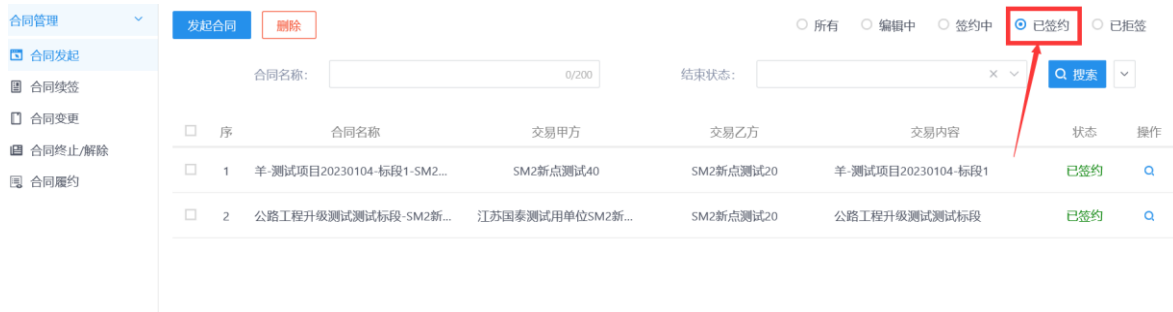 合同管理
合同发起
合同续签
合同变更
合同终止/解除
合同履约
发起合同 删除 所有 编辑中 签约中 已签约 已拒签
合同名称: 0/200 结束状态: 搜索
序 合同名称 交易甲方 交易乙方 交易内容 状态 操作
1 羊-测试项目20230104-标段1-SM2... SM2新点测试40 SM2新点测试20 羊-测试项目20230104-标段1 已签约
2 公路工程升级测试测试标段-SM2新... 江苏国泰测试用单位SM2新... SM2新点测试20 公路工程升级测试测试标段 已签约